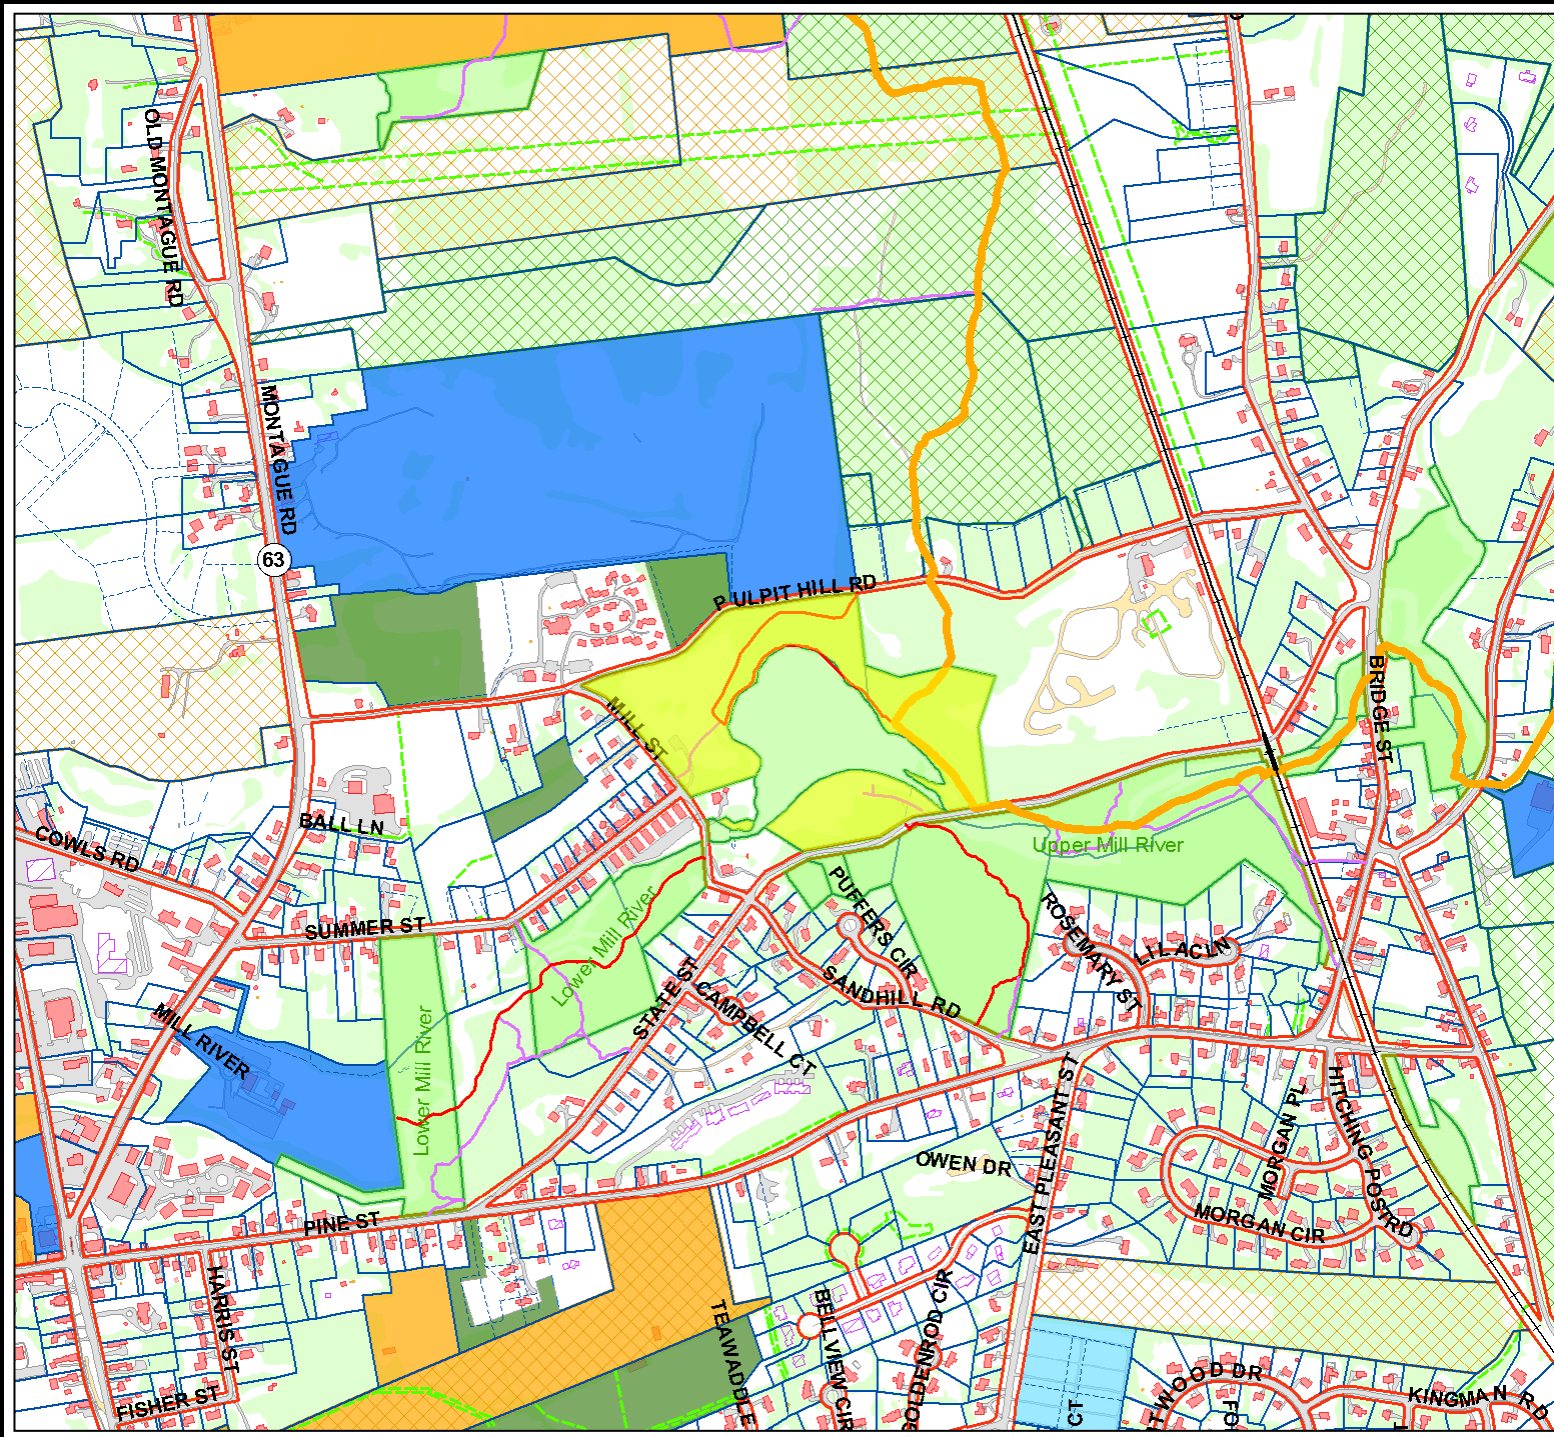 OLD MONTAGUE RD
MONTAGUE RD
63
PULPIT HILL RD
MILL ST
BRIDGE ST
BALL LN
COWLS RD
Upper Mill River
PUFFERS CIR
ROSEMARY ST
LILAC LN
SUMMER ST
Lower Mill River
STATE ST
CAMPBELL CT
SANDHILL RD
MILL RIVER
Lower Mill River
OWEN DR
EAST PLEASANT ST
MORGAN PL
HITCHING POST RD
MORGAN CIR
PINE ST
HARRIS ST
TEAWADDLE
BELLVIEW CIR
GOLDENROD CIR
FISHER ST
CT
TWOOD DR
KINGMAN RD